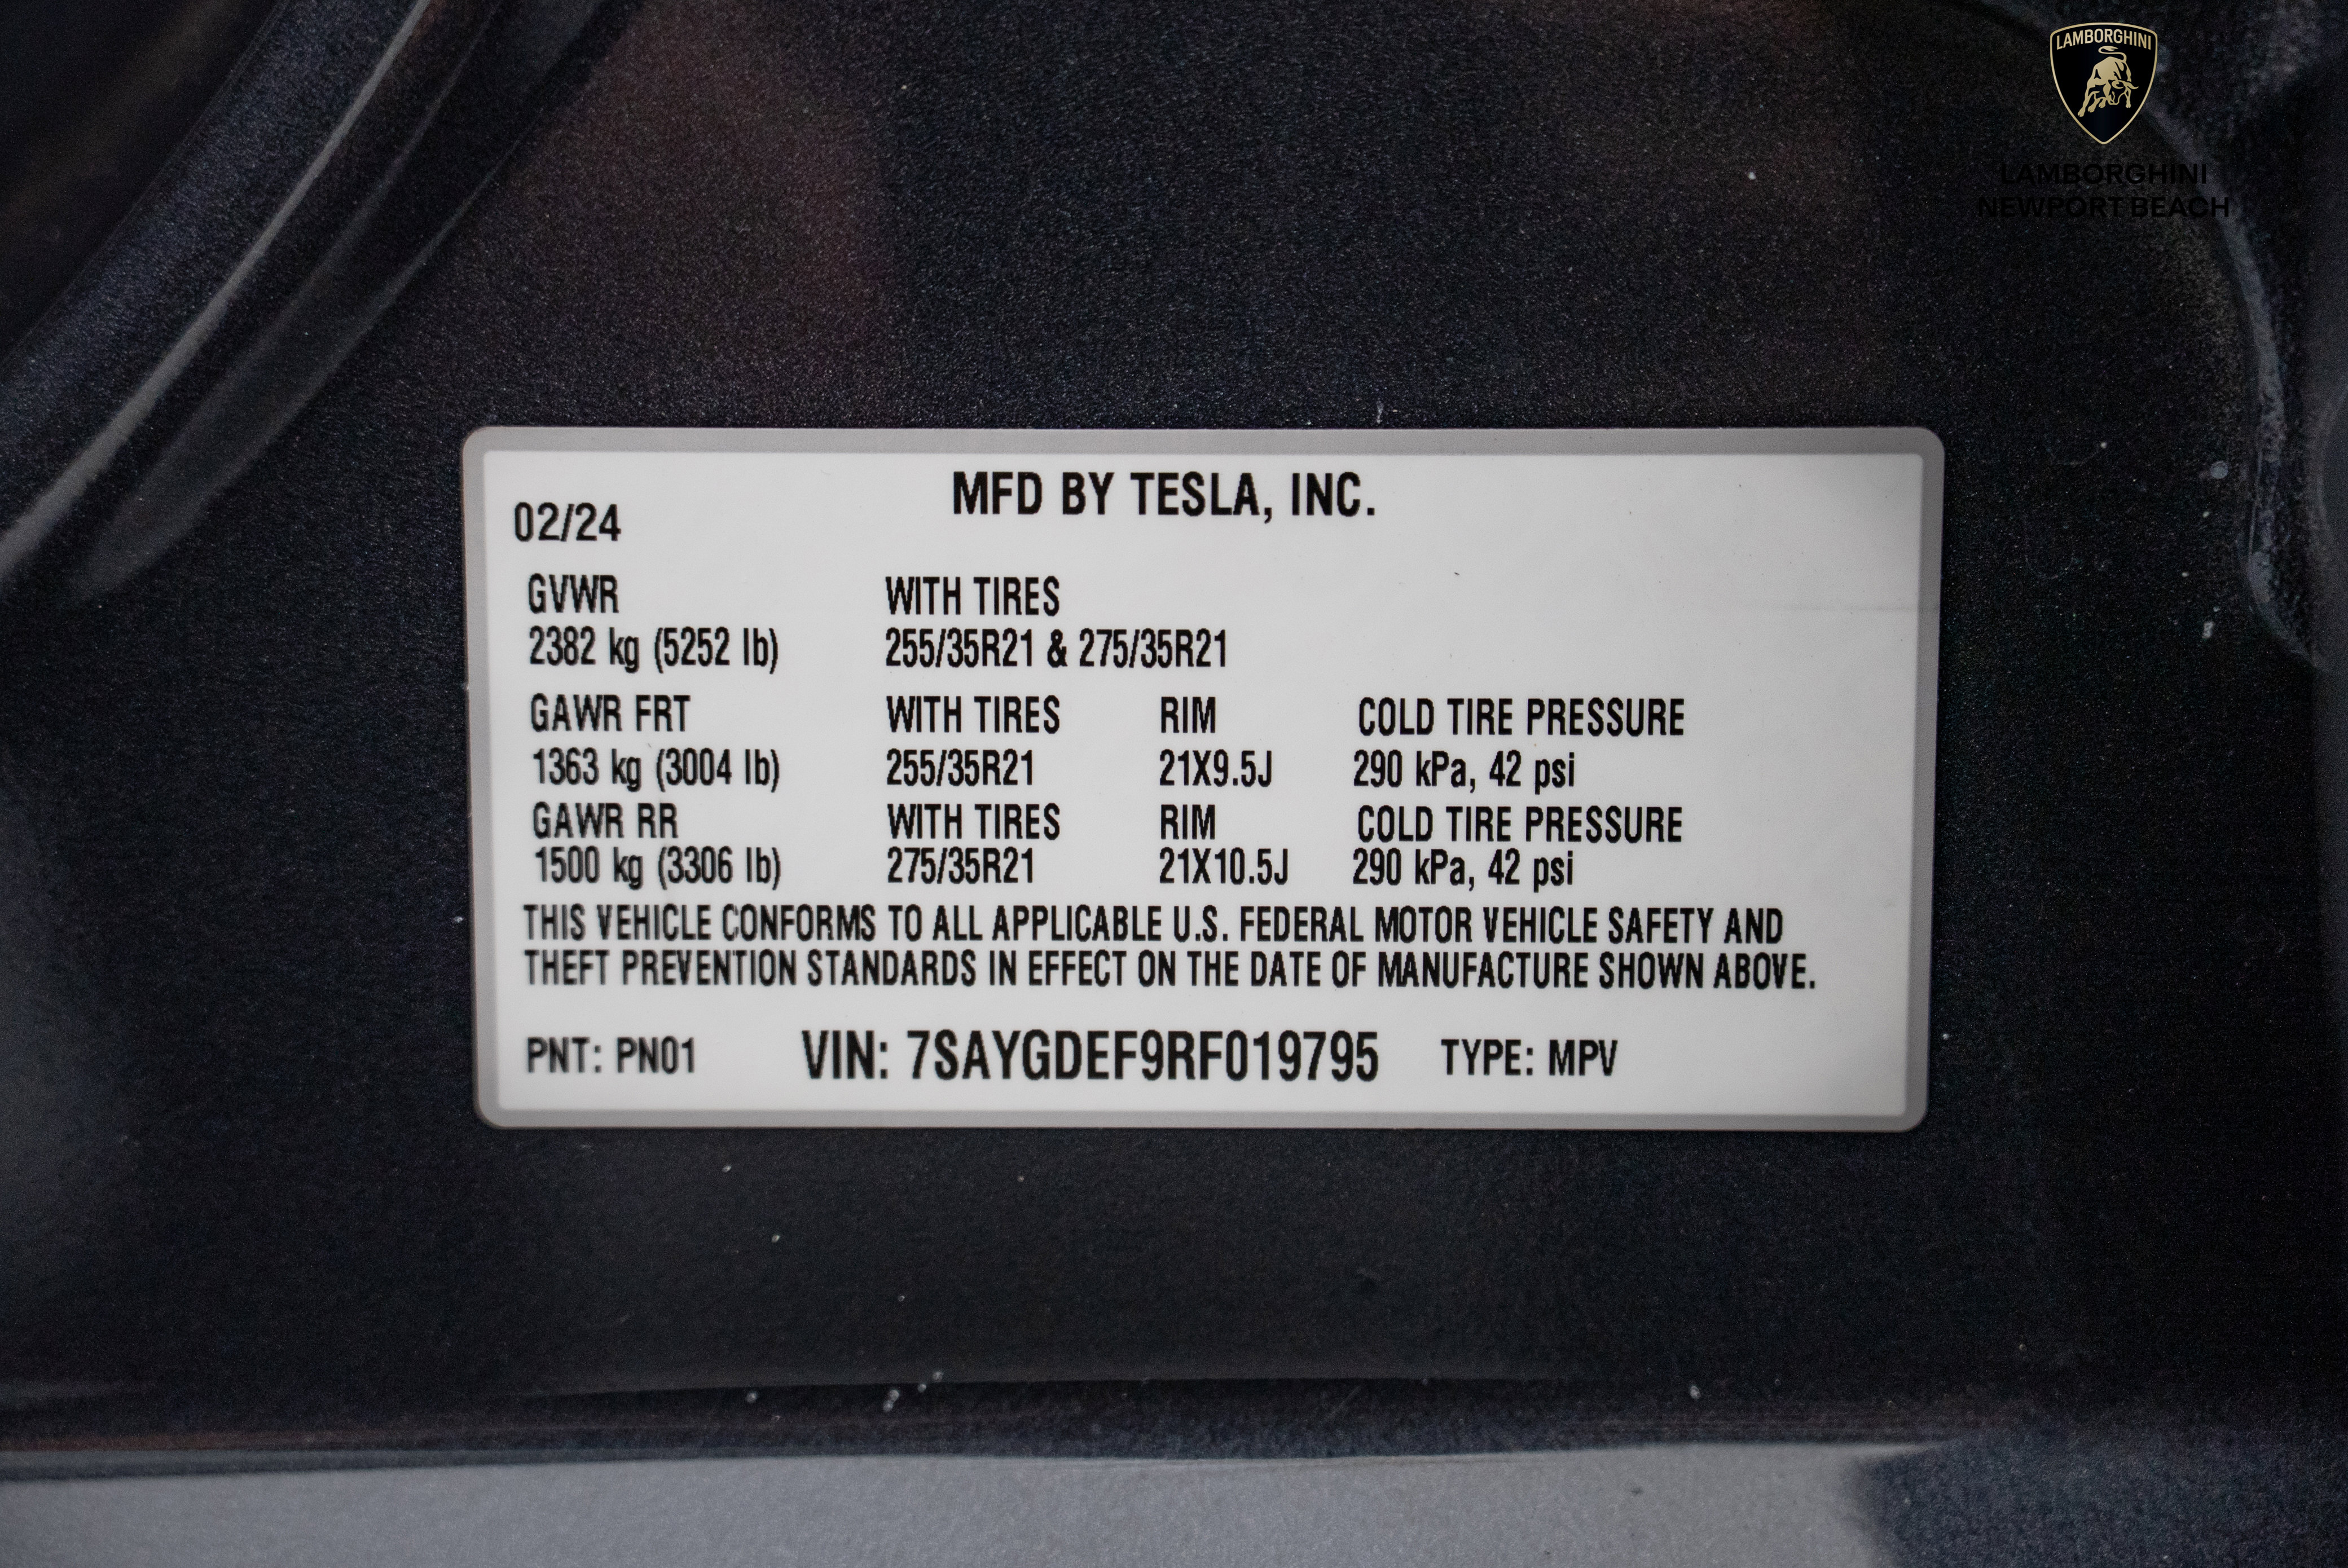 LAMBORGHINI
LAMBORGHINI
NEWPORT BEACH
MFD BY TESLA, INC.
02/24
GVWR WITH TIRES
2382 kg (5252 lb) 255/35R21 & 275/35R21
GAWR FRT WITH TIRES RIM COLD TIRE PRESSURE
1363 kg (3004 lb) 255/35R21 21X9.5J 290 kPa, 42 psi
GAWR RR WITH TIRES RIM COLD TIRE PRESSURE
1500 kg (3306 lb) 275/35R21 21X10.5J 290 kPa, 42 psi
THIS VEHICLE CONFORMS TO ALL APPLICABLE U.S. FEDERAL MOTOR VEHICLE SAFETY AND
THEFT PREVENTION STANDARDS IN EFFECT ON THE DATE OF MANUFACTURE SHOWN ABOVE.
PNT: PN01 VIN: 7SAYGDEF9RF019795 TYPE: MPV